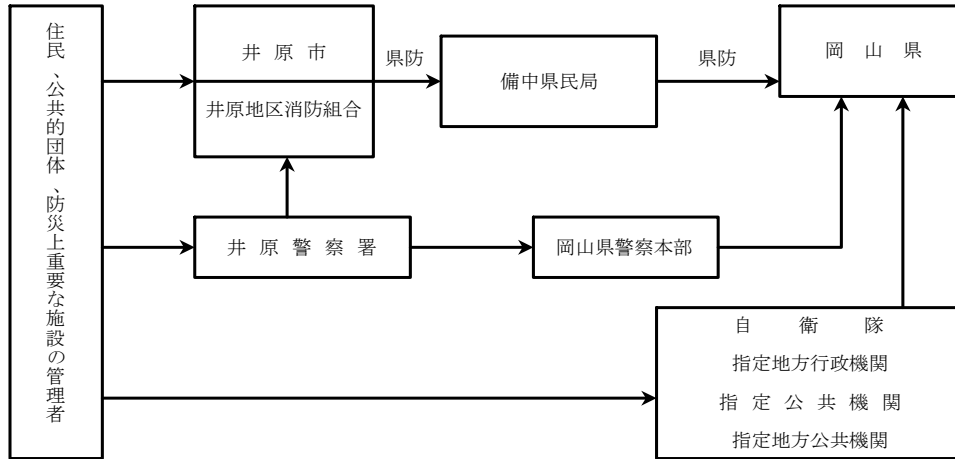 住民、公共的団体、防災上重要な施設の管理者
井原市
井原地区消防組合
県防
備中県民局
県防
岡山県
井原警察署
岡山県警察本部
自衛隊
指定地方行政機関
指定公共機関
指定地方公共機関